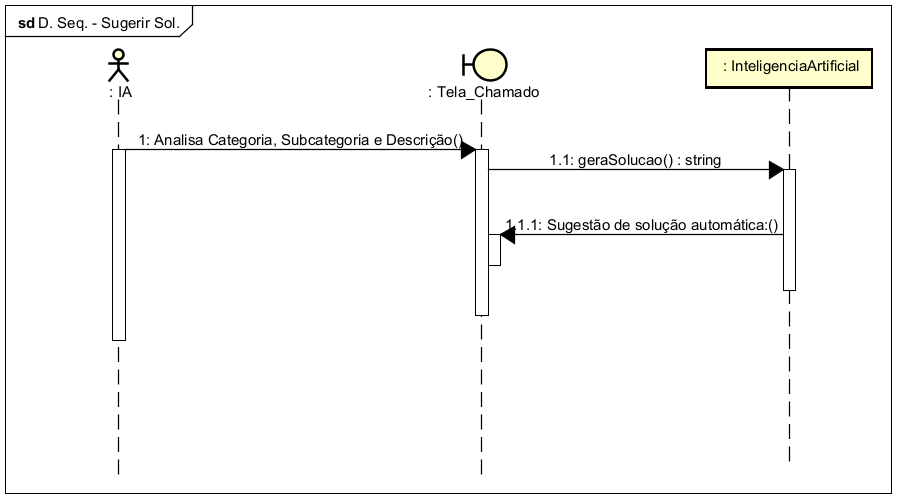 sd D. Seq. - Sugerir Sol.
: IA
: Tela_Chamado
: InteligenciaArtificial
1: Analisa Categoria, Subcategoria e Descrição()
1.1: geraSolucao() : string
1.1.1: Sugestão de solução automática:()